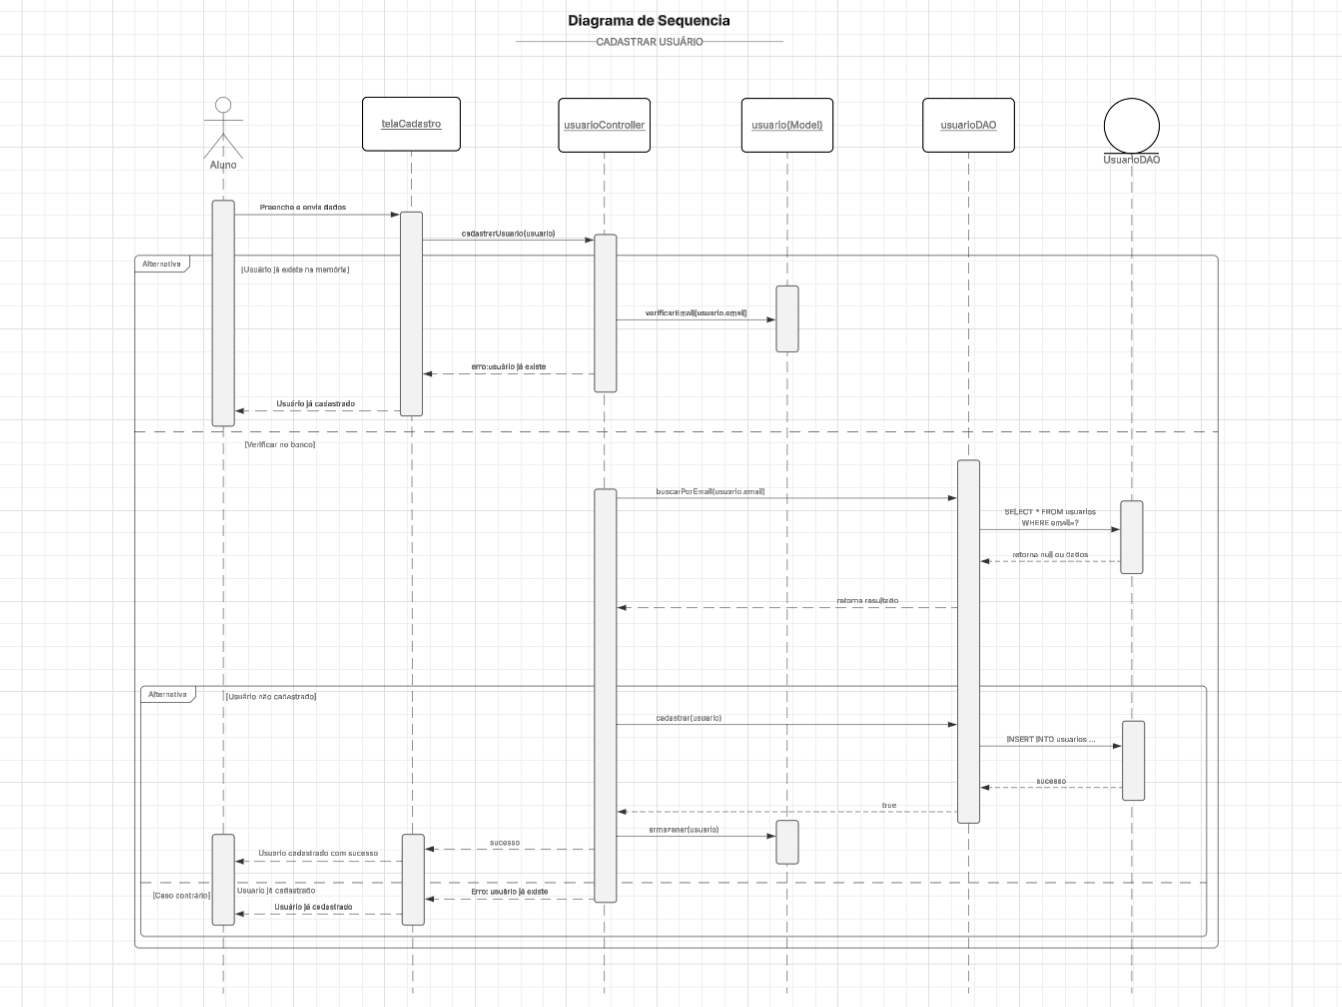 Diagrama de Sequencia
CADASTRAR USUÁRIO
Aluno
telaCadastro
usuarioController
usuario(Model)
usuarioDAO
UsuarioDAO
Preenche e envia dados
cadastrarUsuario(usuario)
Alternativa
[Usuário já existe na memória]
verificarEmail(usuario.email)
erro:usuário já existe
Usuário já cadastrado
[Verificar no banco]
buscarPorEmail(usuario.email)
SELECT * FROM usuarios
WHERE email=?
retorna null ou dados
retorna resultado
Alternativa
[Usuário não cadastrado]
cadastrar(usuario)
INSERT INTO usuarios ...
sucesso
true
armazenar(usuario)
sucesso
Usuario cadastrado com sucesso
[Caso contrário]
Usuario já cadastrado
Erro: usuário já existe
Usuário já cadastrado